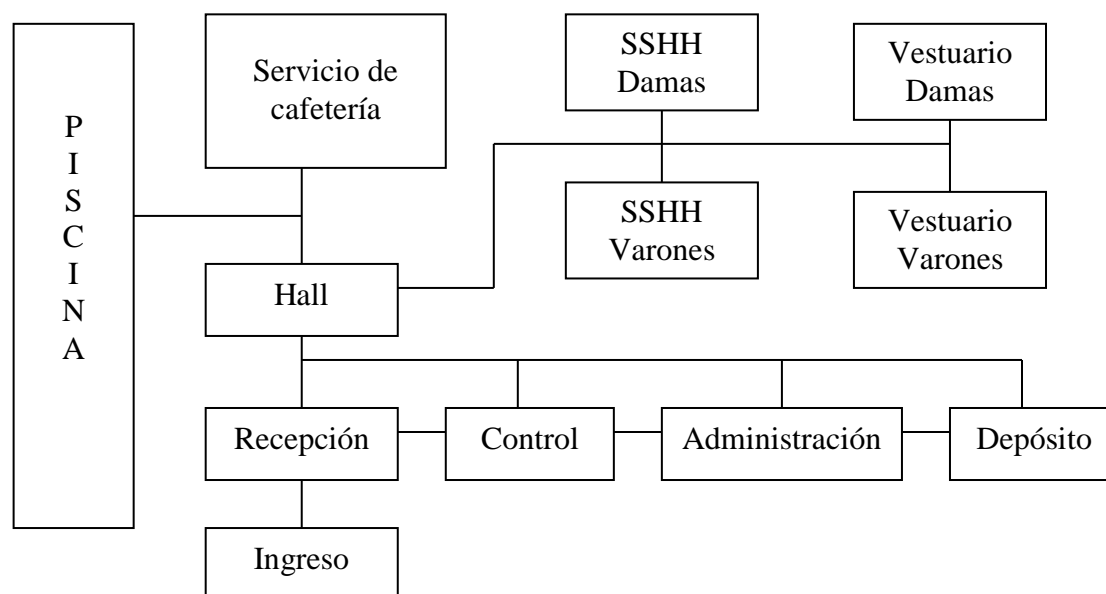 P
I
S
C
I
N
A
Servicio de
cafetería
SSHH
Damas
Vestuario
Damas
SSHH
Varones
Vestuario
Varones
Hall
Recepción
Control
Administración
Depósito
Ingreso